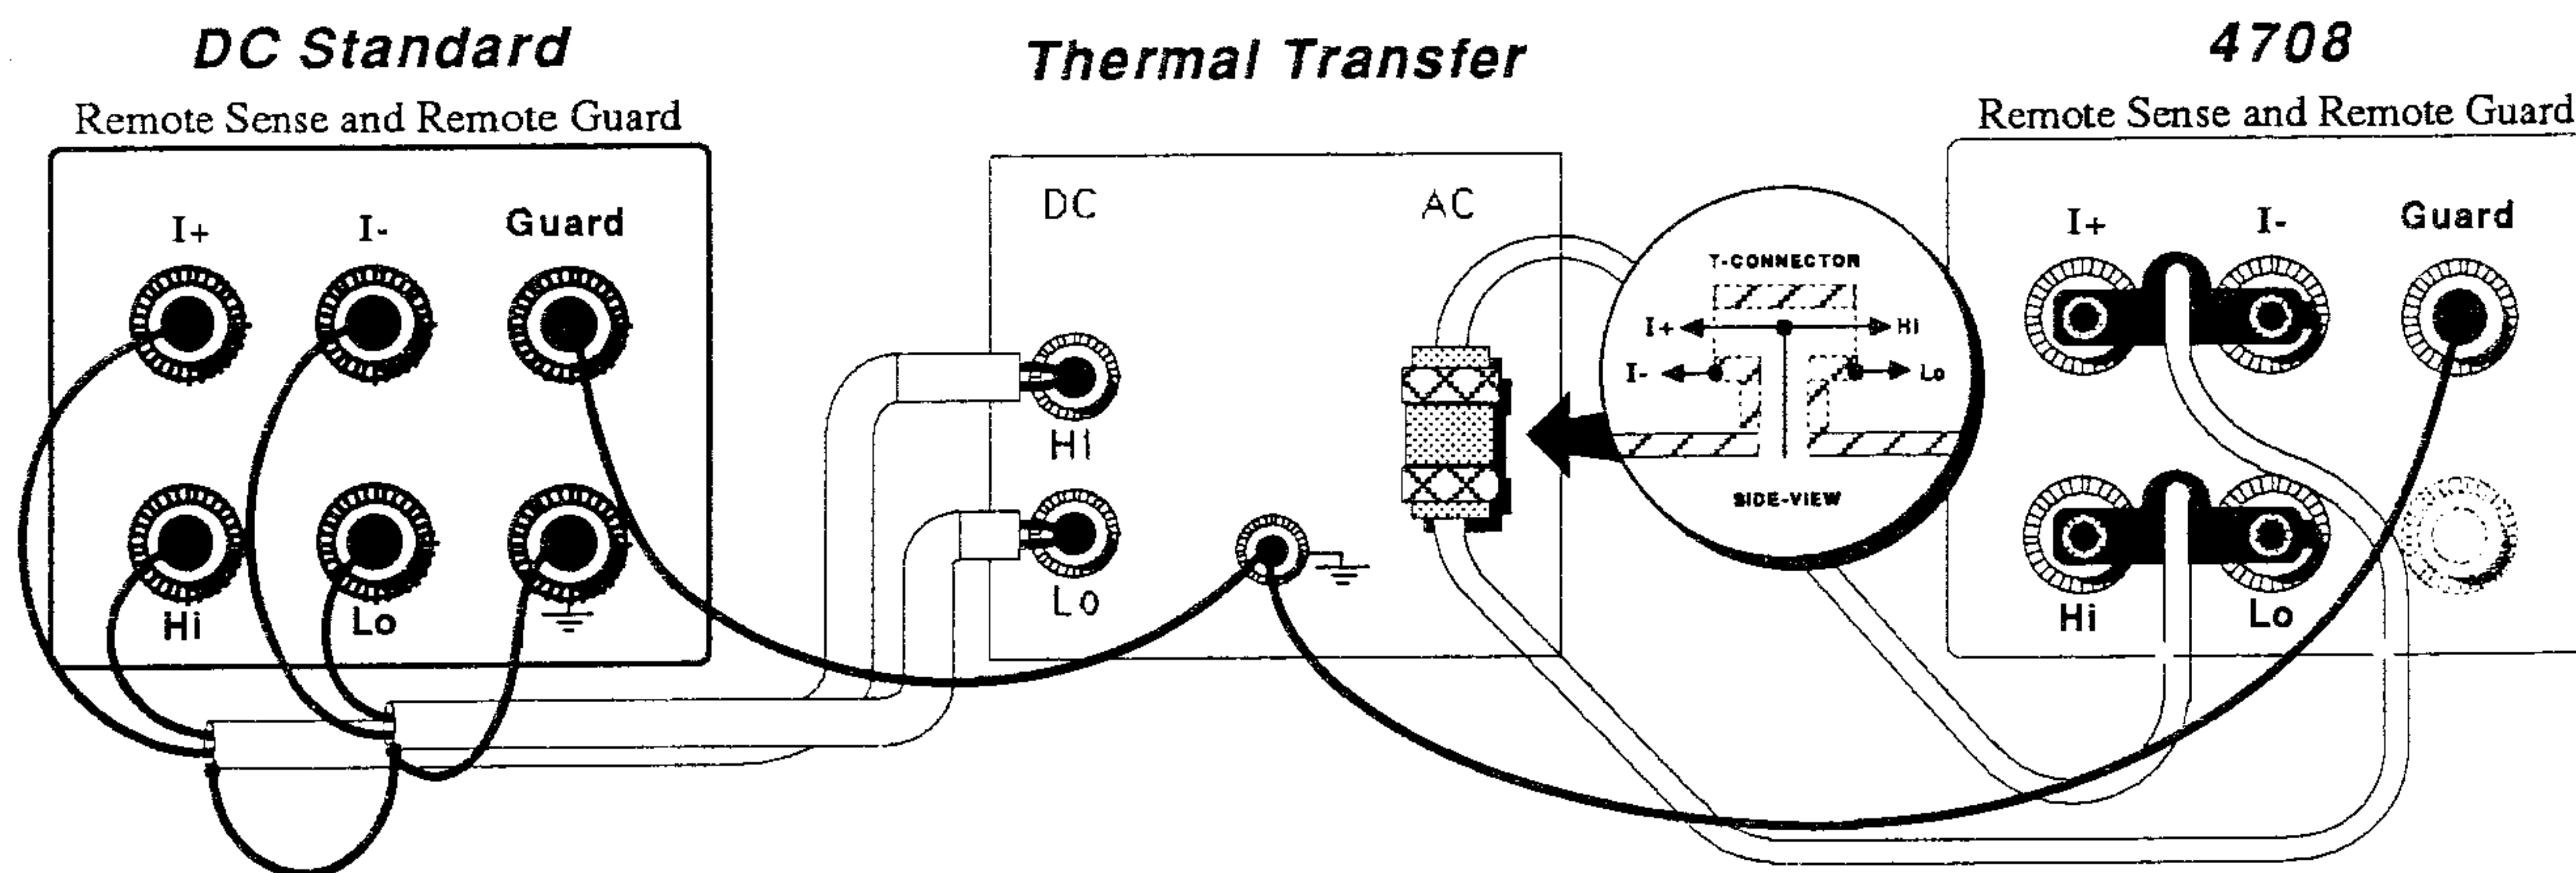 DC Standard
Remote Sense and Remote Guard
I+ I- Guard
Hi Lo
Thermal Transfer
DC AC
Hi
Lo
T-CONNECTOR
I+ Hi
I- Lo
SIDE-VIEW
4708
Remote Sense and Remote Guard
I+ I- Guard
Hi Lo